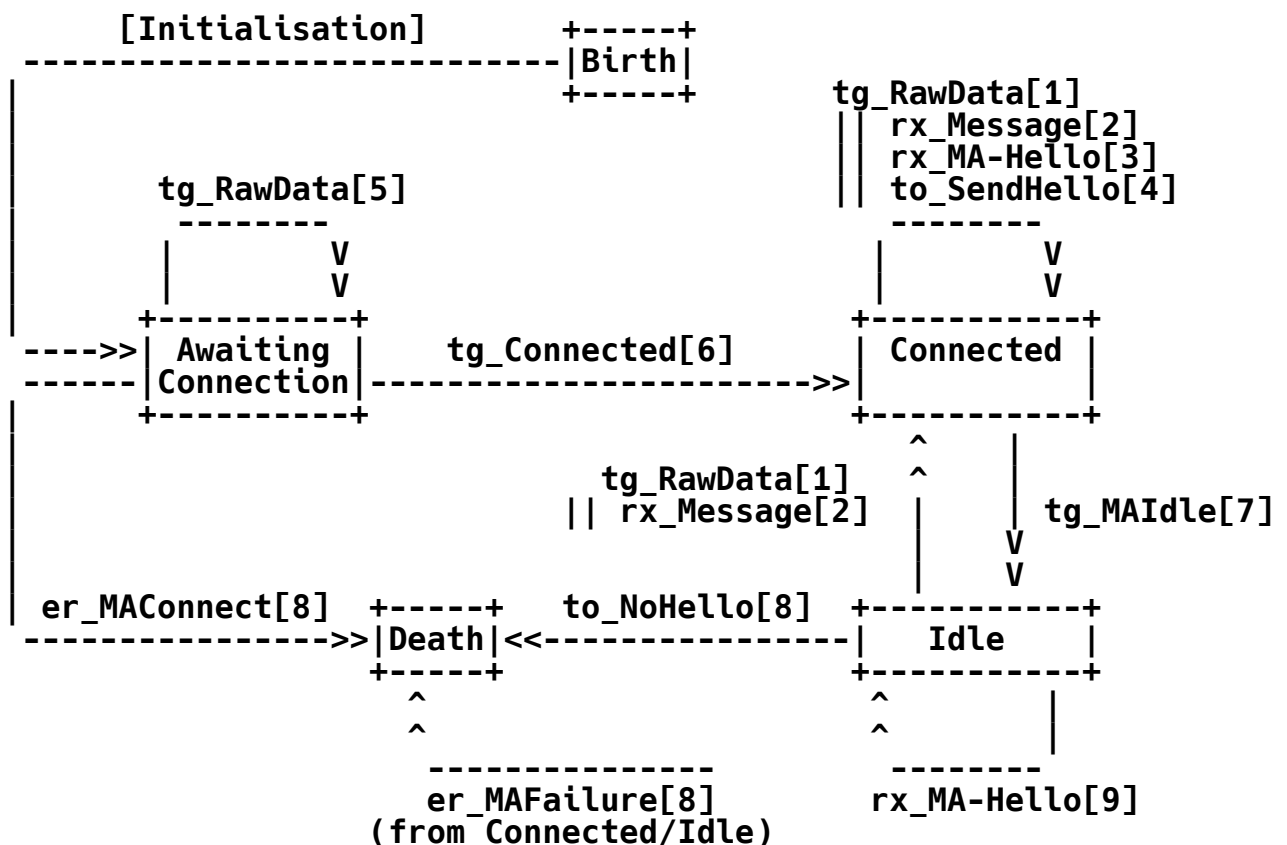 [Initialisation]
Birth
tg_RawData[1]
|| rx_Message[2]
|| rx_MA-Hello[3]
tg_RawData[5]
|| to_SendHello[4]
Awaiting
Connection
tg_Connected[6]
Connected
tg_RawData[1]
|| rx_Message[2]
tg_MAIdle[7]
er_MAConnect[8]
Death
to_NoHello[8]
Idle
er_MAFailure[8]
(from Connected/Idle)
rx_MA-Hello[9]